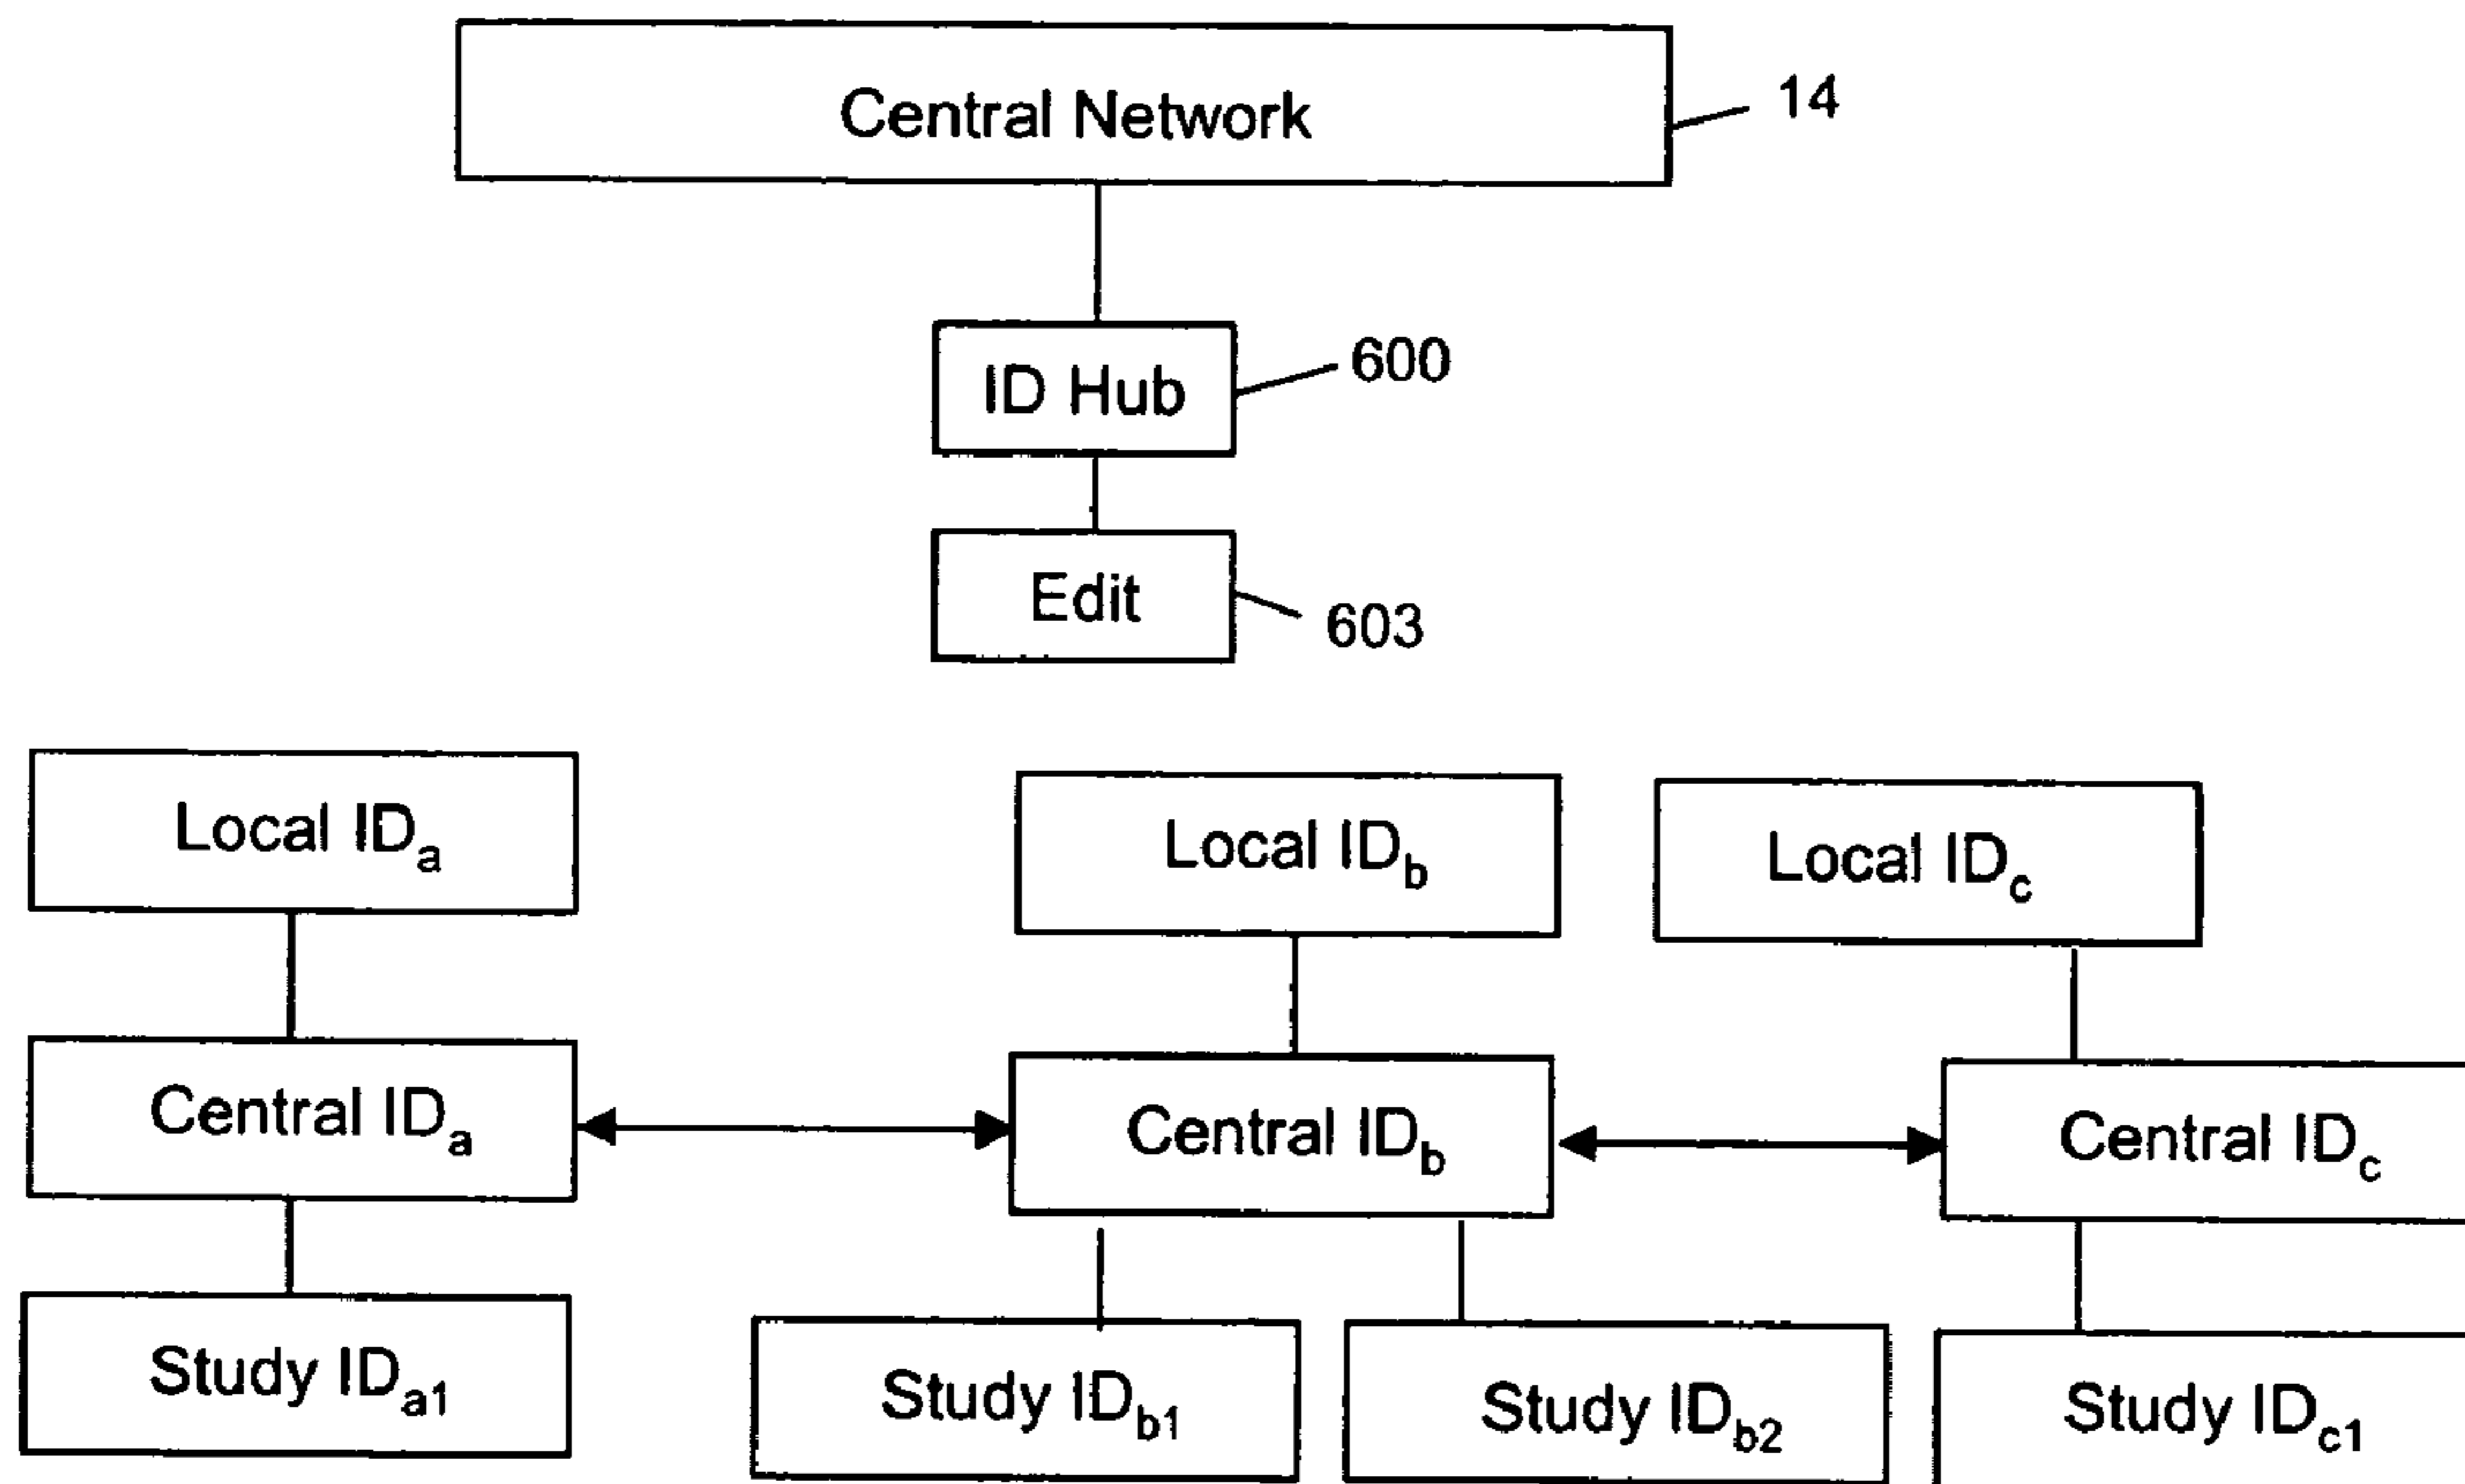 Central Network
14
ID Hub
600
Edit
603
Local IDa
Local IDb
Local IDc
Central IDa
Central IDb
Central IDc
Study IDa1
Study IDb1
Study IDb2
Study IDc1